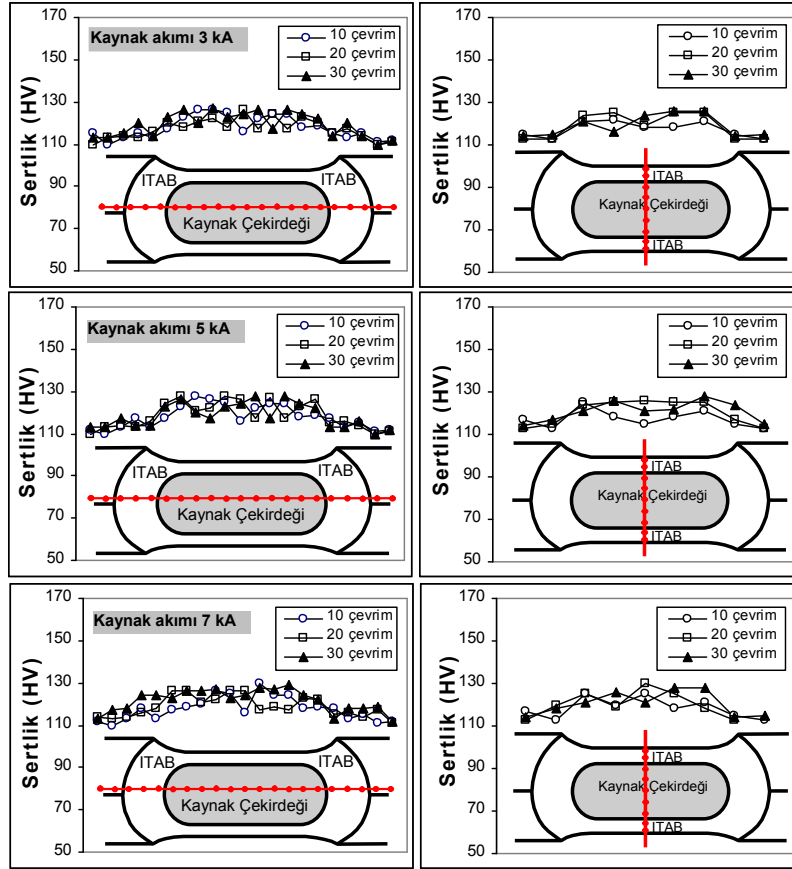 170
150
130
110
90
70
50
Sertlik (HV)
Kaynak akımı 3 kA
10 çevrim
20 çevrim
30 çevrim
ITAB
ITAB
Kaynak Çekirdeği
170
150
130
110
90
70
50
Sertlik (HV)
10 çevrim
20 çevrim
30 çevrim
ITAB
Kaynak Çekirdeği
ITAB
170
150
130
110
90
70
50
Sertlik (HV)
Kaynak akımı 5 kA
10 çevrim
20 çevrim
30 çevrim
ITAB
ITAB
Kaynak Çekirdeği
170
150
130
110
90
70
50
Sertlik (HV)
10 çevrim
20 çevrim
30 çevrim
ITAB
Kaynak Çekirdeği
ITAB
170
150
130
110
90
70
50
Sertlik (HV)
Kaynak akımı 7 kA
10 çevrim
20 çevrim
30 çevrim
ITAB
ITAB
Kaynak Çekirdeği
170
150
130
110
90
70
50
Sertlik (HV)
10 çevrim
20 çevrim
30 çevrim
ITAB
Kaynak Çekirdeği
ITAB